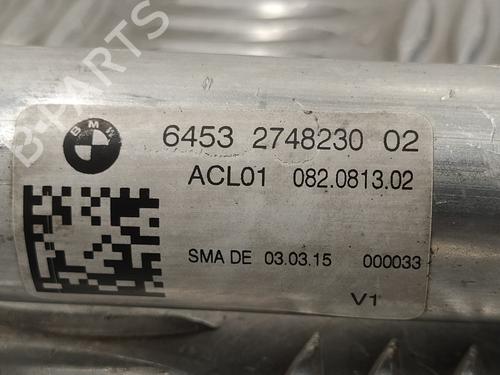 B-PARTS
BMW
6453 2748230 02
ACL01 082.0813.02
SMA DE 03.03.15 000033
V1